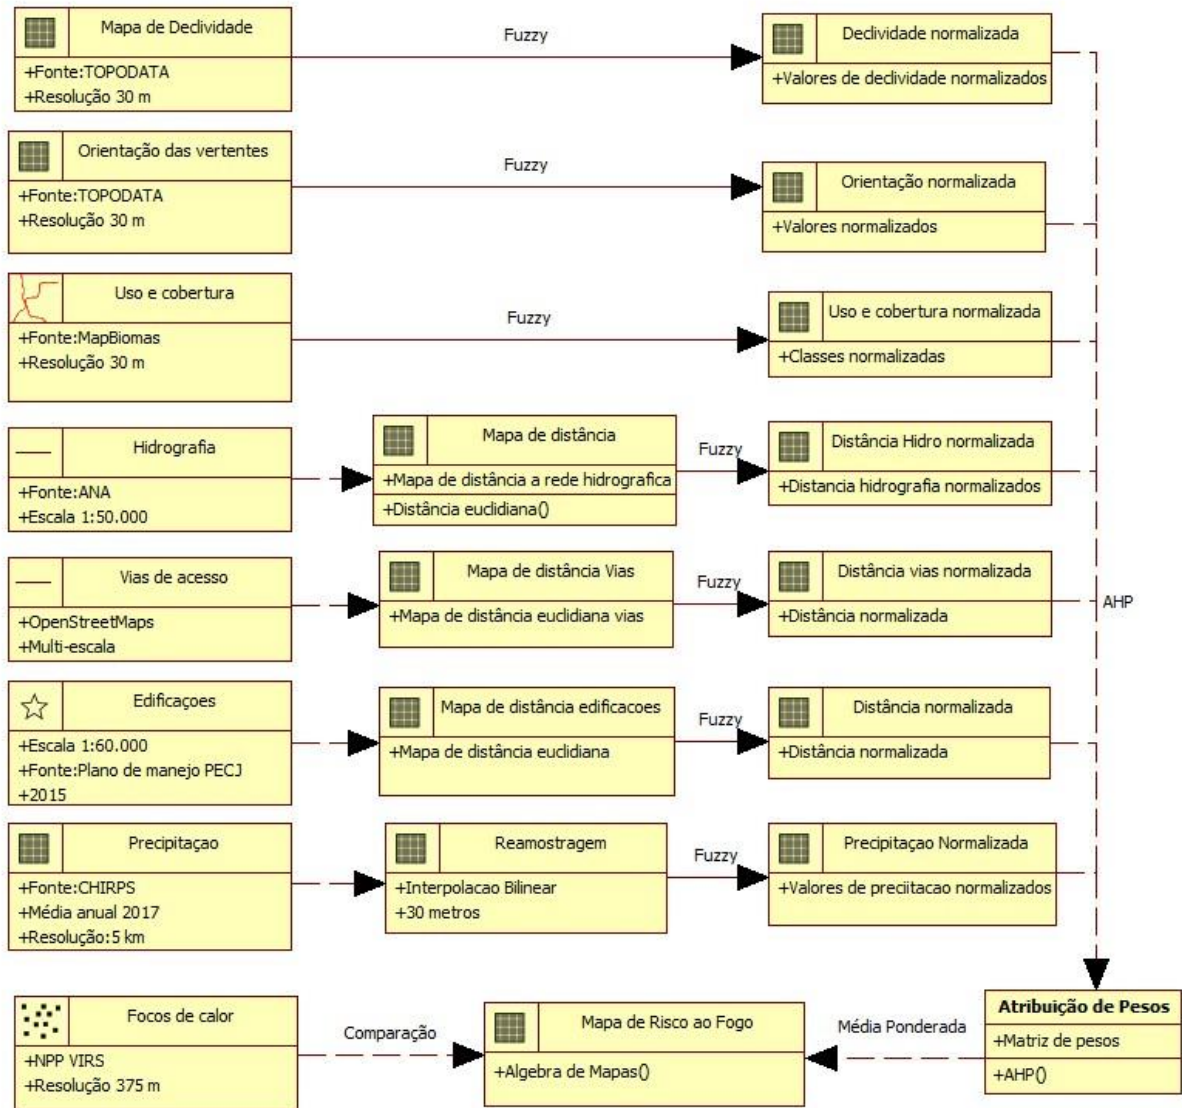 Mapa de Declividade
+Fonte:TOPODATA
+Resolução 30 m
Fuzzy
Declividade normalizada
+Valores de declividade normalizados
Orientação das vertentes
+Fonte:TOPODATA
+Resolução 30 m
Fuzzy
Orientação normalizada
+Valores normalizados
Uso e cobertura
+Fonte:MapBiomas
+Resolução 30 m
Fuzzy
Uso e cobertura normalizada
+Classes normalizadas
Hidrografia
+Fonte:ANA
+Escala 1:50.000
Mapa de distância
+Mapa de distância a rede hidrografica
+Distância euclidiana()
Fuzzy
Distância Hidro normalizada
+Distancia hidrografia normalizados
Vias de acesso
+OpenStreetMaps
+Multi-escala
Mapa de distância Vias
+Mapa de distância euclidiana vias
Fuzzy
Distância vias normalizada
+Distância normalizada
AHP
Edificaçoes
+Escala 1:60.000
+Fonte:Plano de manejo PECJ
+2015
Mapa de distância edificacoes
+Mapa de distância euclidiana
Fuzzy
Distância normalizada
+Distância normalizada
Precipitaçao
+Fonte:CHIRPS
+Média anual 2017
+Resolução:5 km
Reamostragem
+Interpolacao Bilinear
+30 metros
Fuzzy
Precipitaçao Normalizada
+Valores de preciitacao normalizados
Focos de calor
+NPP VIRS
+Resolução 375 m
Comparação
Mapa de Risco ao Fogo
+Algebra de Mapas()
Média Ponderada
Atribuição de Pesos
+Matriz de pesos
+AHP()